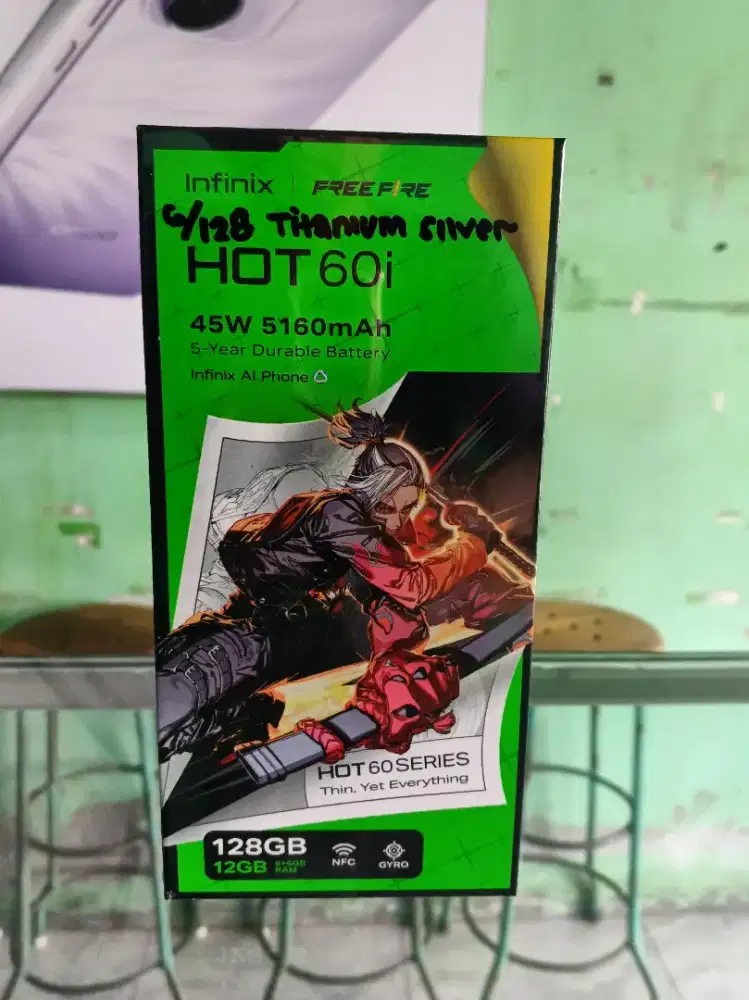 Infinix | FREE FIRE
6/128 Titanium silver
HOT 60i
45W 5160mAh
5-Year Durable Battery
Infinix AI Phone
HOT 60 SERIES
Thin, Yet Everything
128GB
12GB 6+6GB RAM
NFC
GYRO